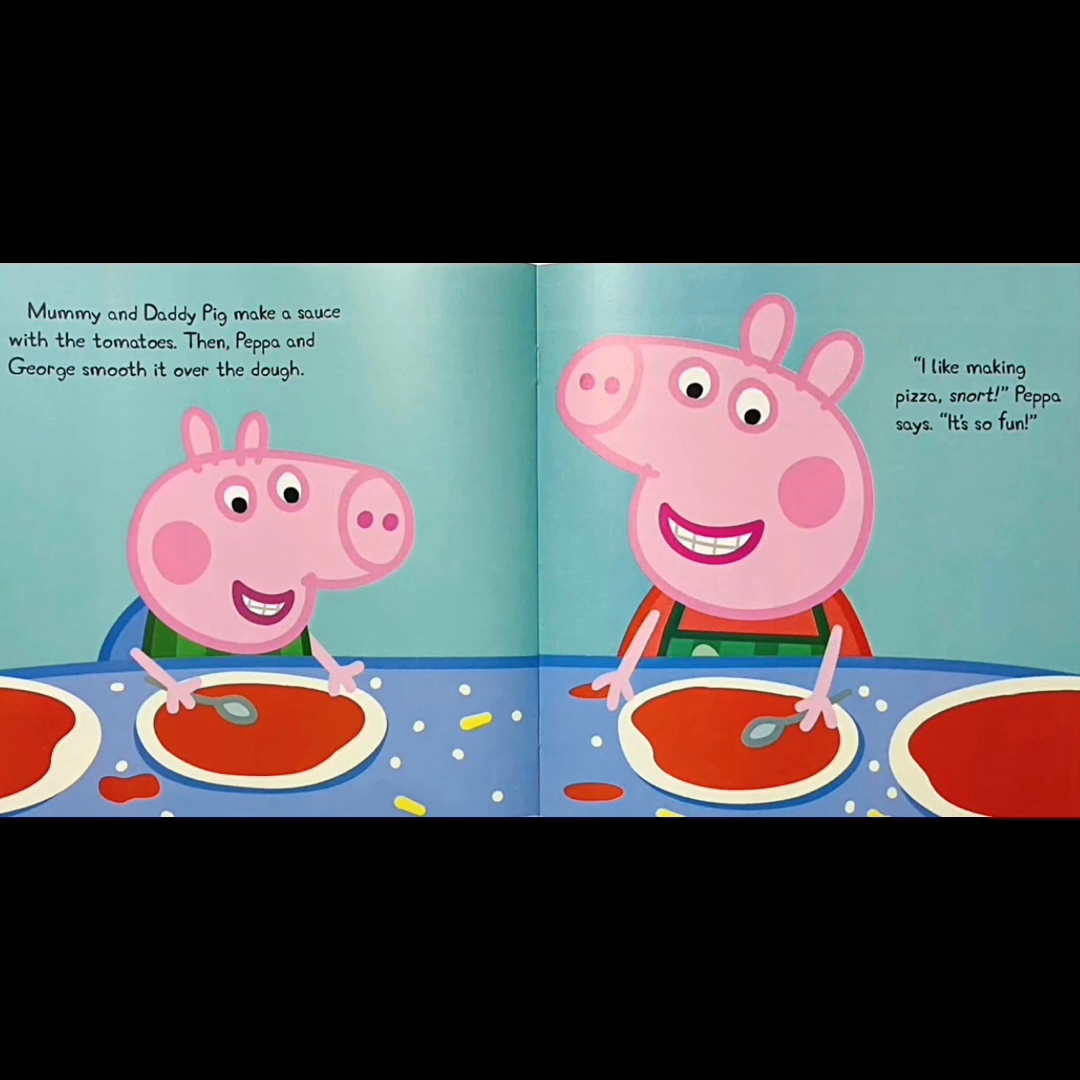 Mummy and Daddy Pig make a sauce
with the tomatoes. Then, Peppa and
George smooth it over the dough.
“I like making
pizza, snort!” Peppa
says. “It’s so fun!”